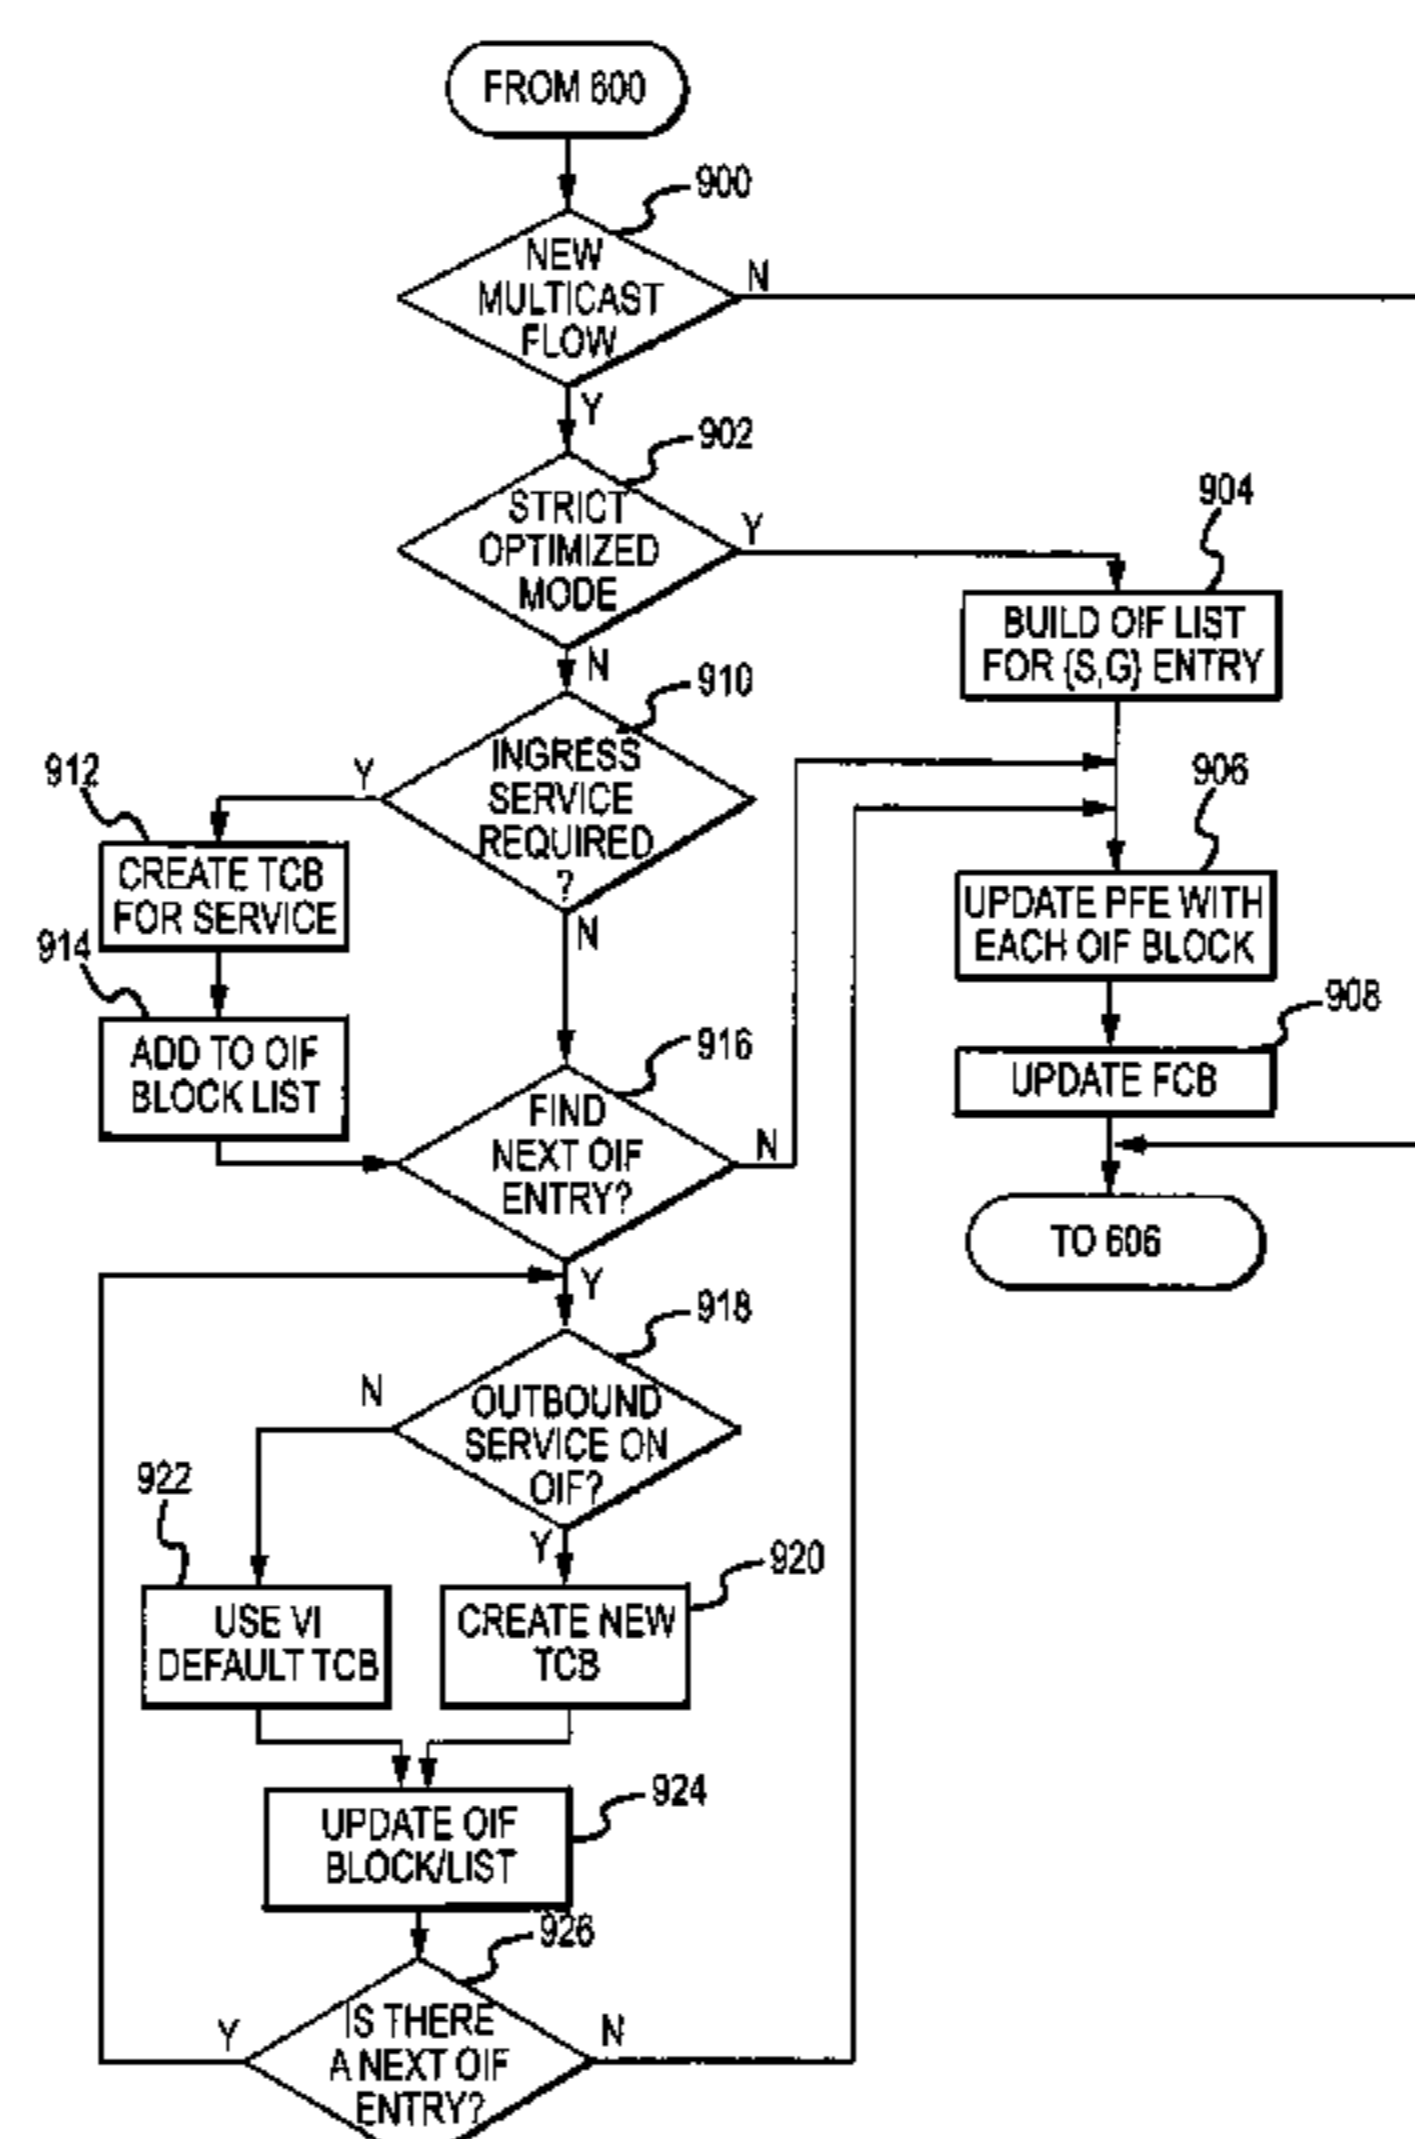 FROM 600
900
NEW
MULTICAST
FLOW
N
Y
902
STRICT
OPTIMIZED
MODE
Y
N
904
BUILD OIF LIST
FOR {S,G} ENTRY
910
INGRESS
SERVICE
REQUIRED
?
Y
N
912
CREATE TCB
FOR SERVICE
914
ADD TO OIF
BLOCK LIST
906
UPDATE PFE WITH
EACH OIF BLOCK
908
UPDATE FCB
TO 606
916
FIND
NEXT OIF
ENTRY?
N
Y
918
OUTBOUND
SERVICE ON
OIF?
N
Y
922
USE VI
DEFAULT TCB
920
CREATE NEW
TCB
924
UPDATE OIF
BLOCK/LIST
926
IS THERE
A NEXT OIF
ENTRY?
Y
N